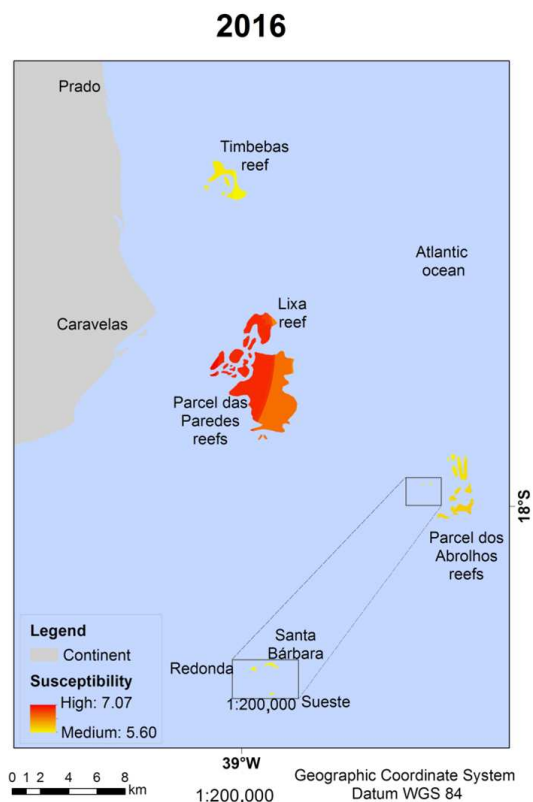 2016
Prado
Timbebas
reef
Atlantic
ocean
Lixa
reef
Caravelas
Parcel das
Paredes
reefs
18°S
Parcel dos
Abrolhos
reefs
Legend
Continent
Susceptibility
High: 7.07
Medium: 5.60
Santa
Bárbara
Redonda
1:200,000
Sueste
39°W
0 1 2 4 6 8
km
1:200,000
Geographic Coordinate System
Datum WGS 84